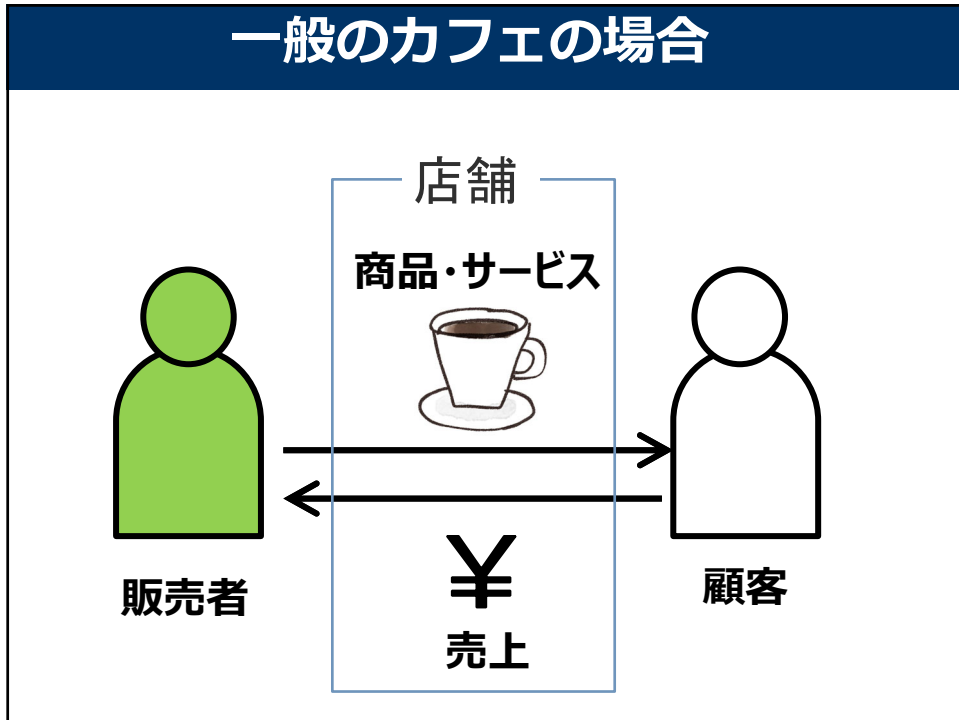 一般のカフェの場合
店舗
商品・サービス
¥
売上
販売者
顧客